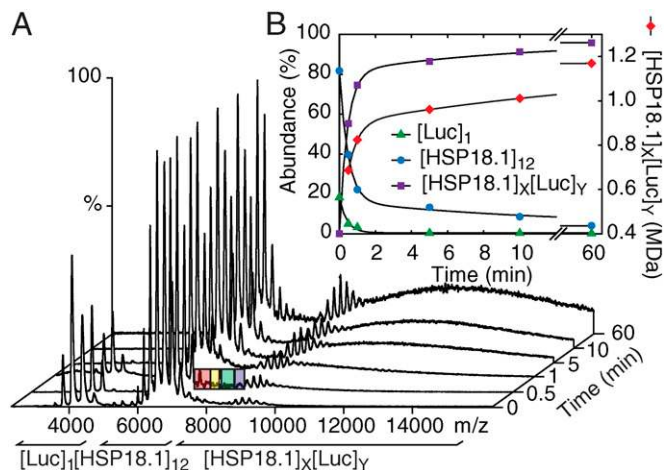 A
B
100
%
Abundance (%)
100
80
60
40
20
0
[Luc]₁
[HSP18.1]₁₂
[HSP18.1]ₓ[Luc]ᵧ
0 2 4 6 8 10 60
Time (min)
1.2
1.0
0.8
0.6
0.4
[HSP18.1]ₓ[Luc]ᵧ (MDa)
60
10
5
1
0.5
0
Time (min)
4000 6000 8000 10000 12000 14000 m/z
[Luc]₁ [HSP18.1]₁₂ [HSP18.1]ₓ[Luc]ᵧ